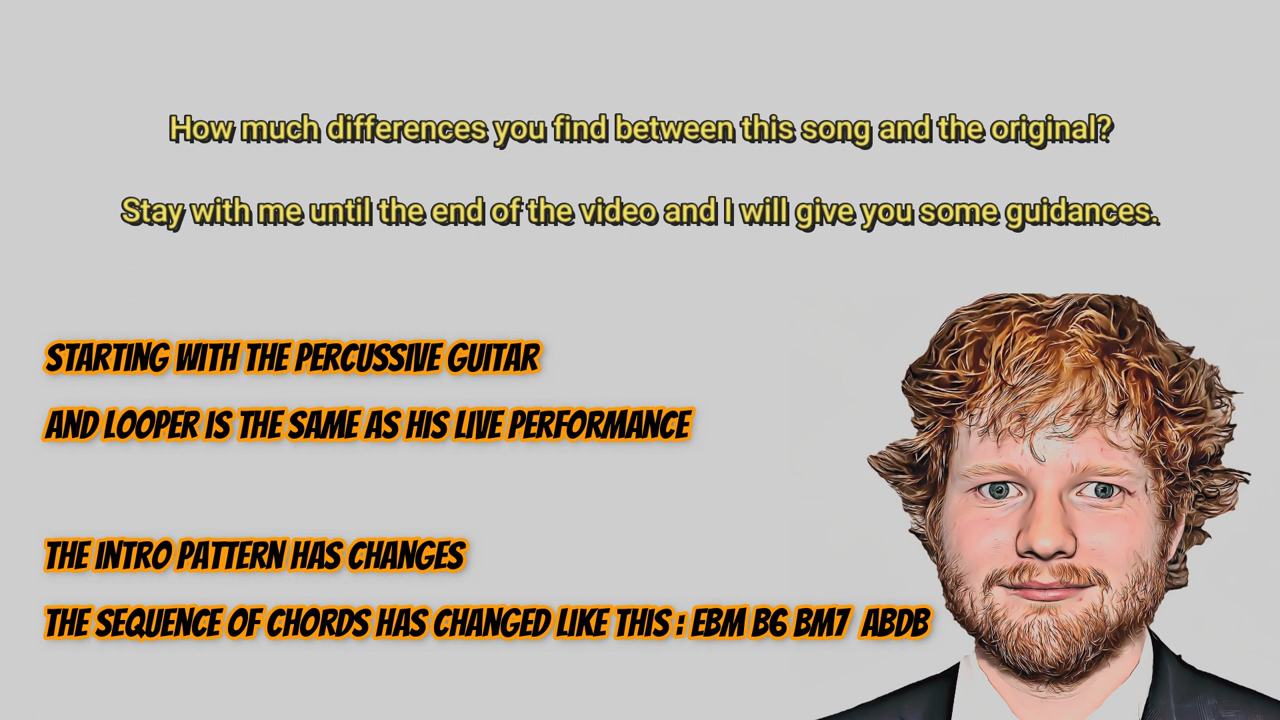 How much differences you find between this song and the original?
Stay with me until the end of the video and I will give you some guidances.
STARTING WITH THE PERCUSSIVE GUITAR
AND LOOPER IS THE SAME AS HIS LIVE PERFORMANCE
THE INTRO PATTERN HAS CHANGES
THE SEQUENCE OF CHORDS HAS CHANGED LIKE THIS : EBM B6 BM7 ABDB